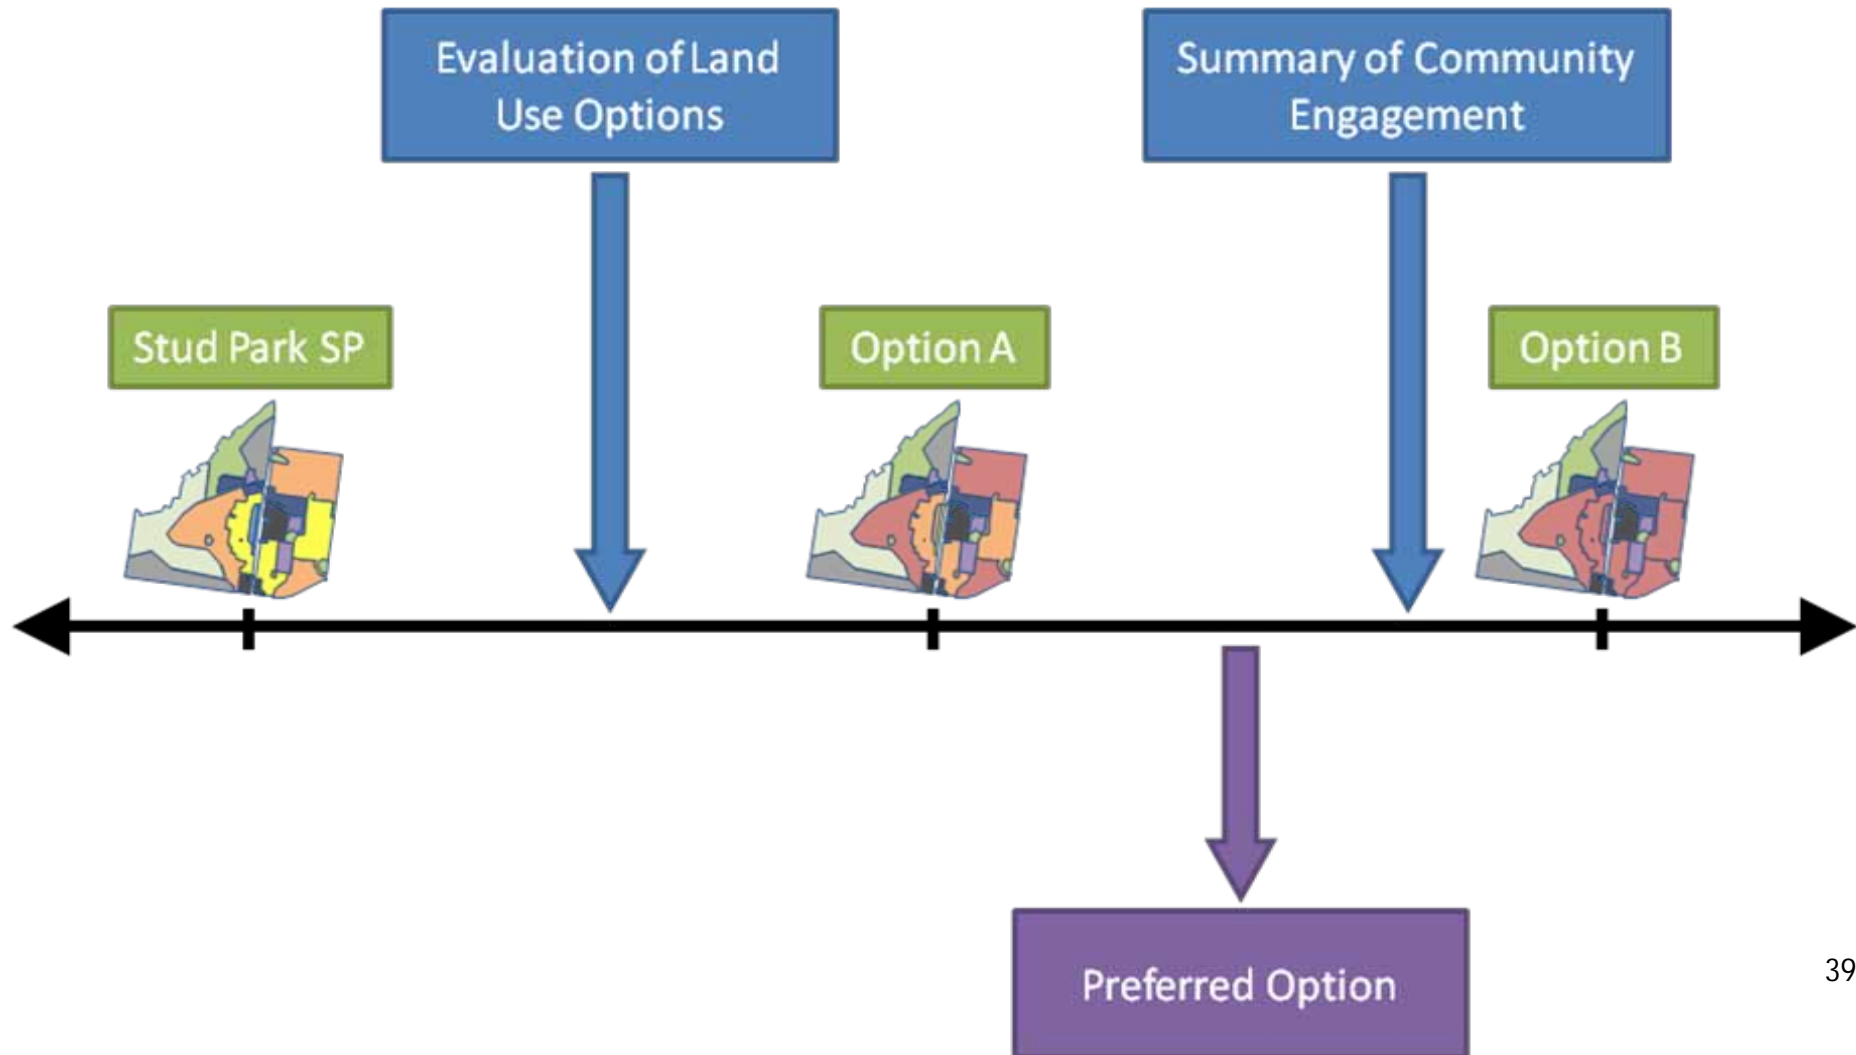 Evaluation of Land
Use Options
Summary of Community
Engagement
Stud Park SP
Option A
Option B
Preferred Option
39